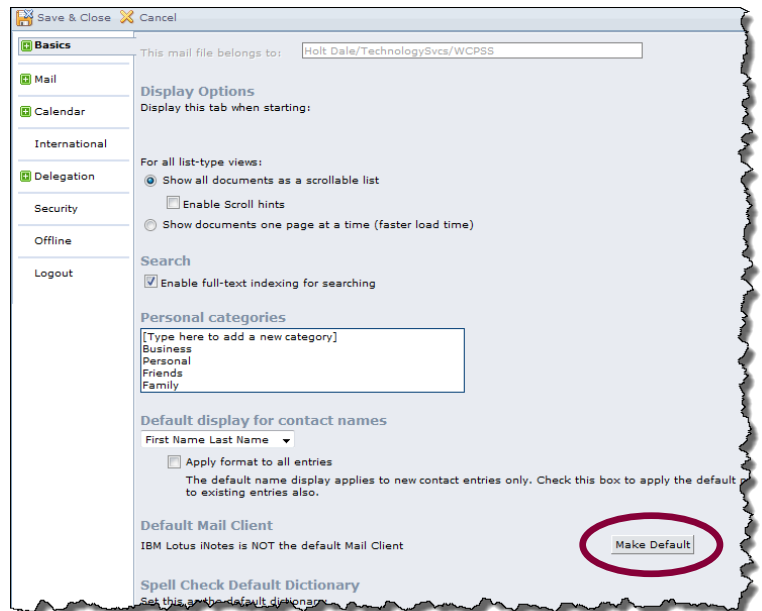 Save & Close Cancel
Basics
Mail
Calendar
International
Delegation
Security
Offline
Logout
This mail file belongs to: Holt Dale/TechnologySvcs/WCPSS
Display Options
Display this tab when starting:
For all list-type views:
Show all documents as a scrollable list
Enable Scroll hints
Show documents one page at a time (faster load time)
Search
Enable full-text indexing for searching
Personal categories
[Type here to add a new category]
Business
Personal
Friends
Family
Default display for contact names
First Name Last Name
Apply format to all entries
The default name display applies to new contact entries only. Check this box to apply the default
to existing entries also.
Default Mail Client
IBM Lotus iNotes is NOT the default Mail Client Make Default
Spell Check Default Dictionary
Set this as the default dictionary